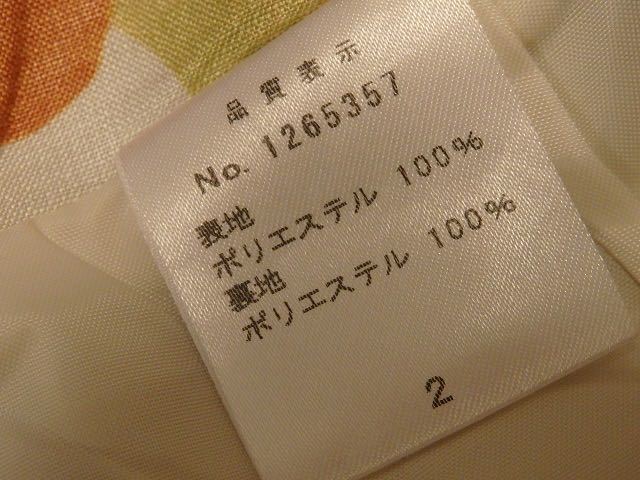 品質表示
No. 1265357
表地
ポリエステル 100%
裏地
ポリエステル 100%
2